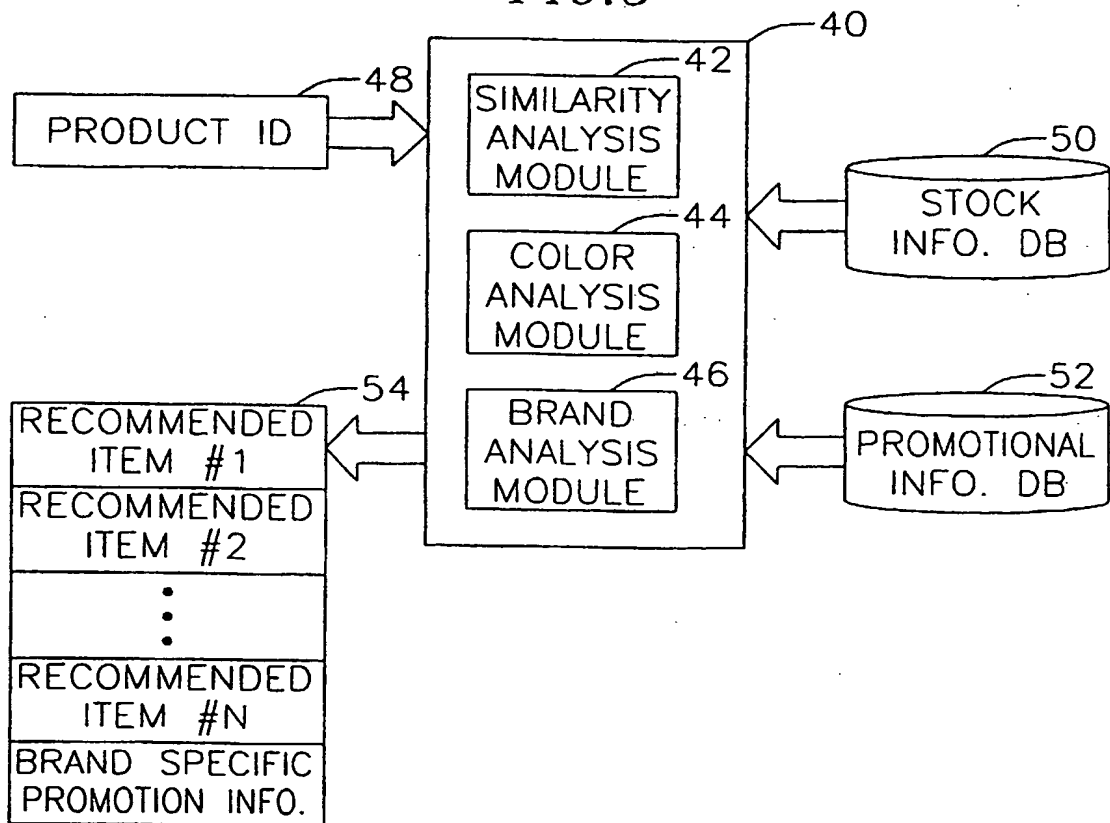 40
48
PRODUCT ID
42
SIMILARITY
ANALYSIS
MODULE
44
COLOR
ANALYSIS
MODULE
46
BRAND
ANALYSIS
MODULE
50
STOCK
INFO. DB
52
PROMOTIONAL
INFO. DB
54
RECOMMENDED
ITEM #1
RECOMMENDED
ITEM #2
RECOMMENDED
ITEM #N
BRAND SPECIFIC
PROMOTION INFO.